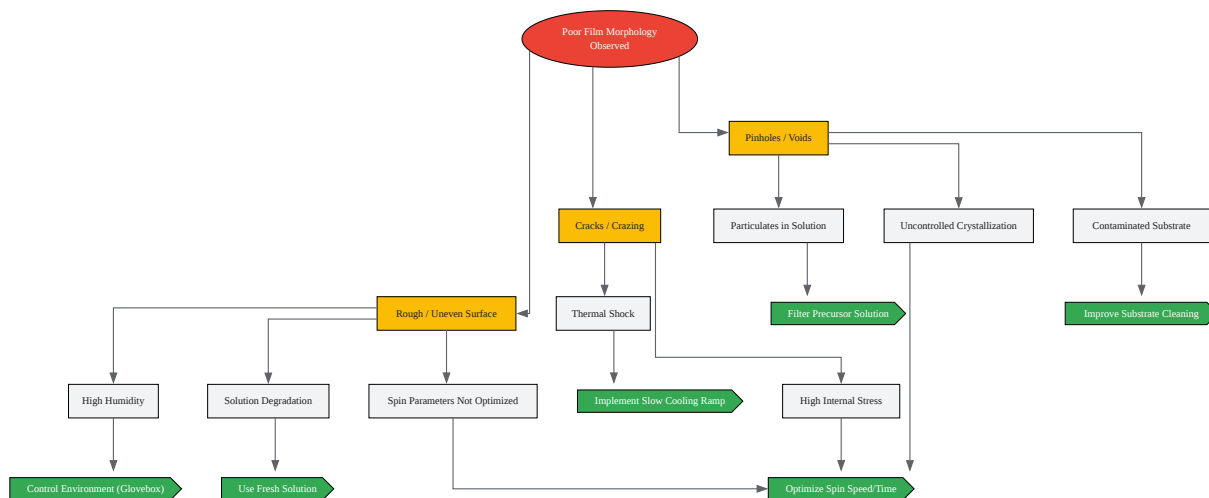 Poor Film Morphology
Observed
Pinholes / Voids
Cracks / Crazing
Particulates in Solution
Uncontrolled Crystallization
Contaminated Substrate
Rough / Uneven Surface
Thermal Shock
Filter Precursor Solution
Improve Substrate Cleaning
High Humidity
Solution Degradation
Spin Parameters Not Optimized
Implement Slow Cooling Ramp
High Internal Stress
Control Environment (Glovebox)
Use Fresh Solution
Optimize Spin Speed/Time